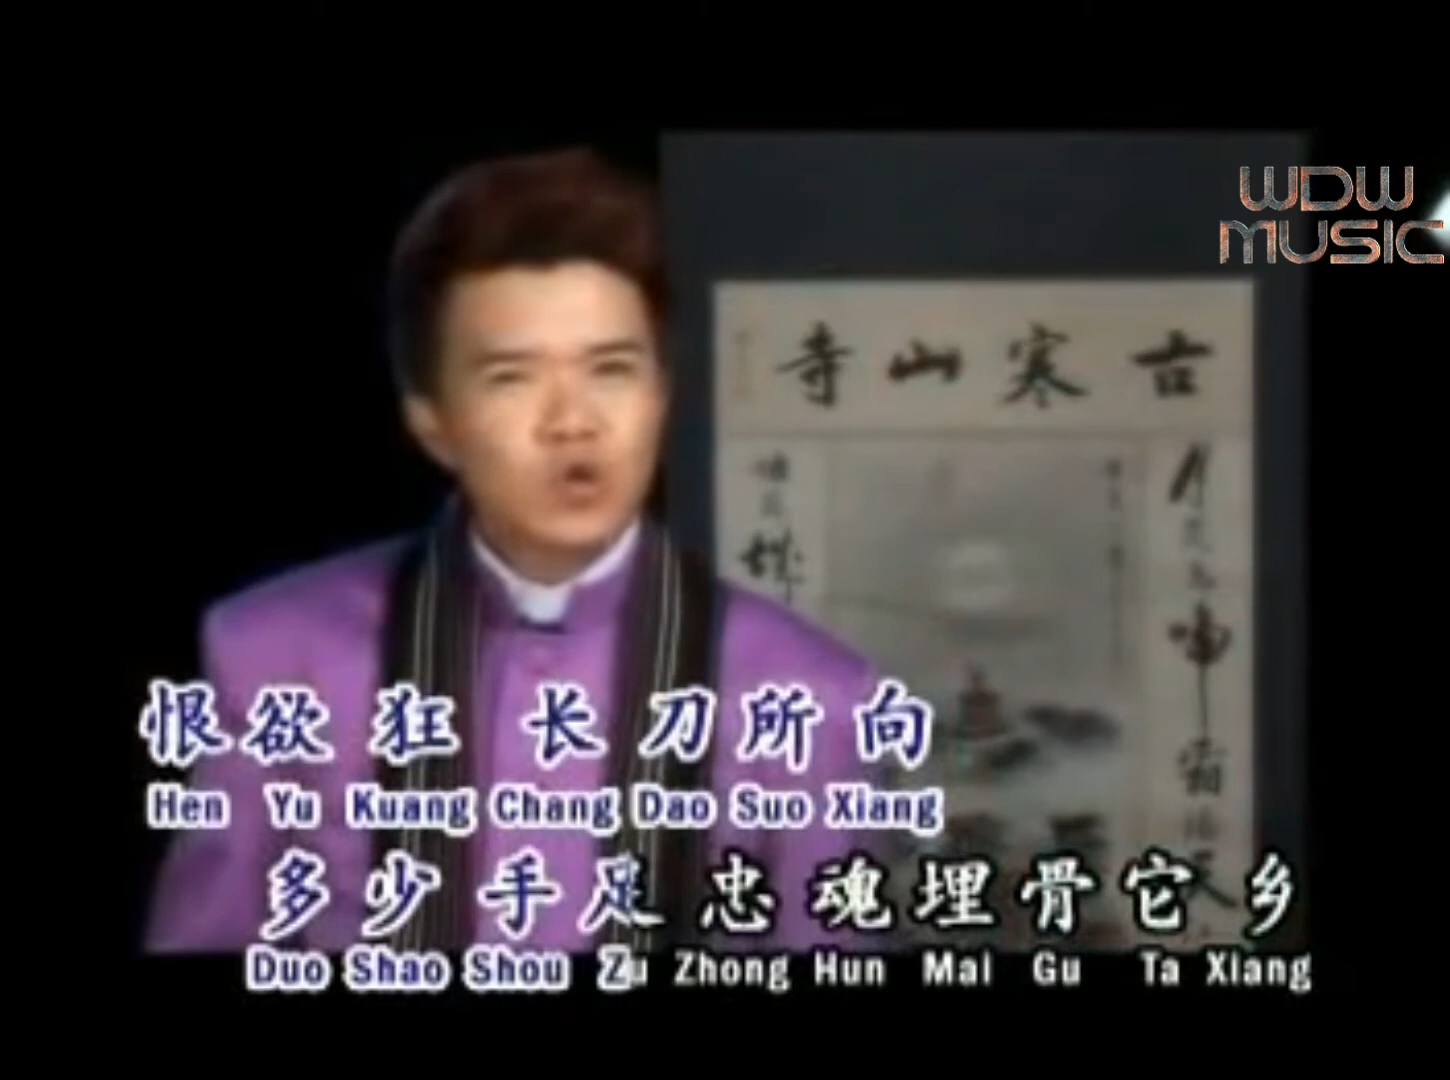 WDW
MUSIC
寺山寒古
恨欲狂 长刀所向
Hen Yu Kuang Chang Dao Suo Xiang
多少手足忠魂埋骨它乡
Duo Shao Shou Zu Zhong Hun Mai Gu Ta Xiang